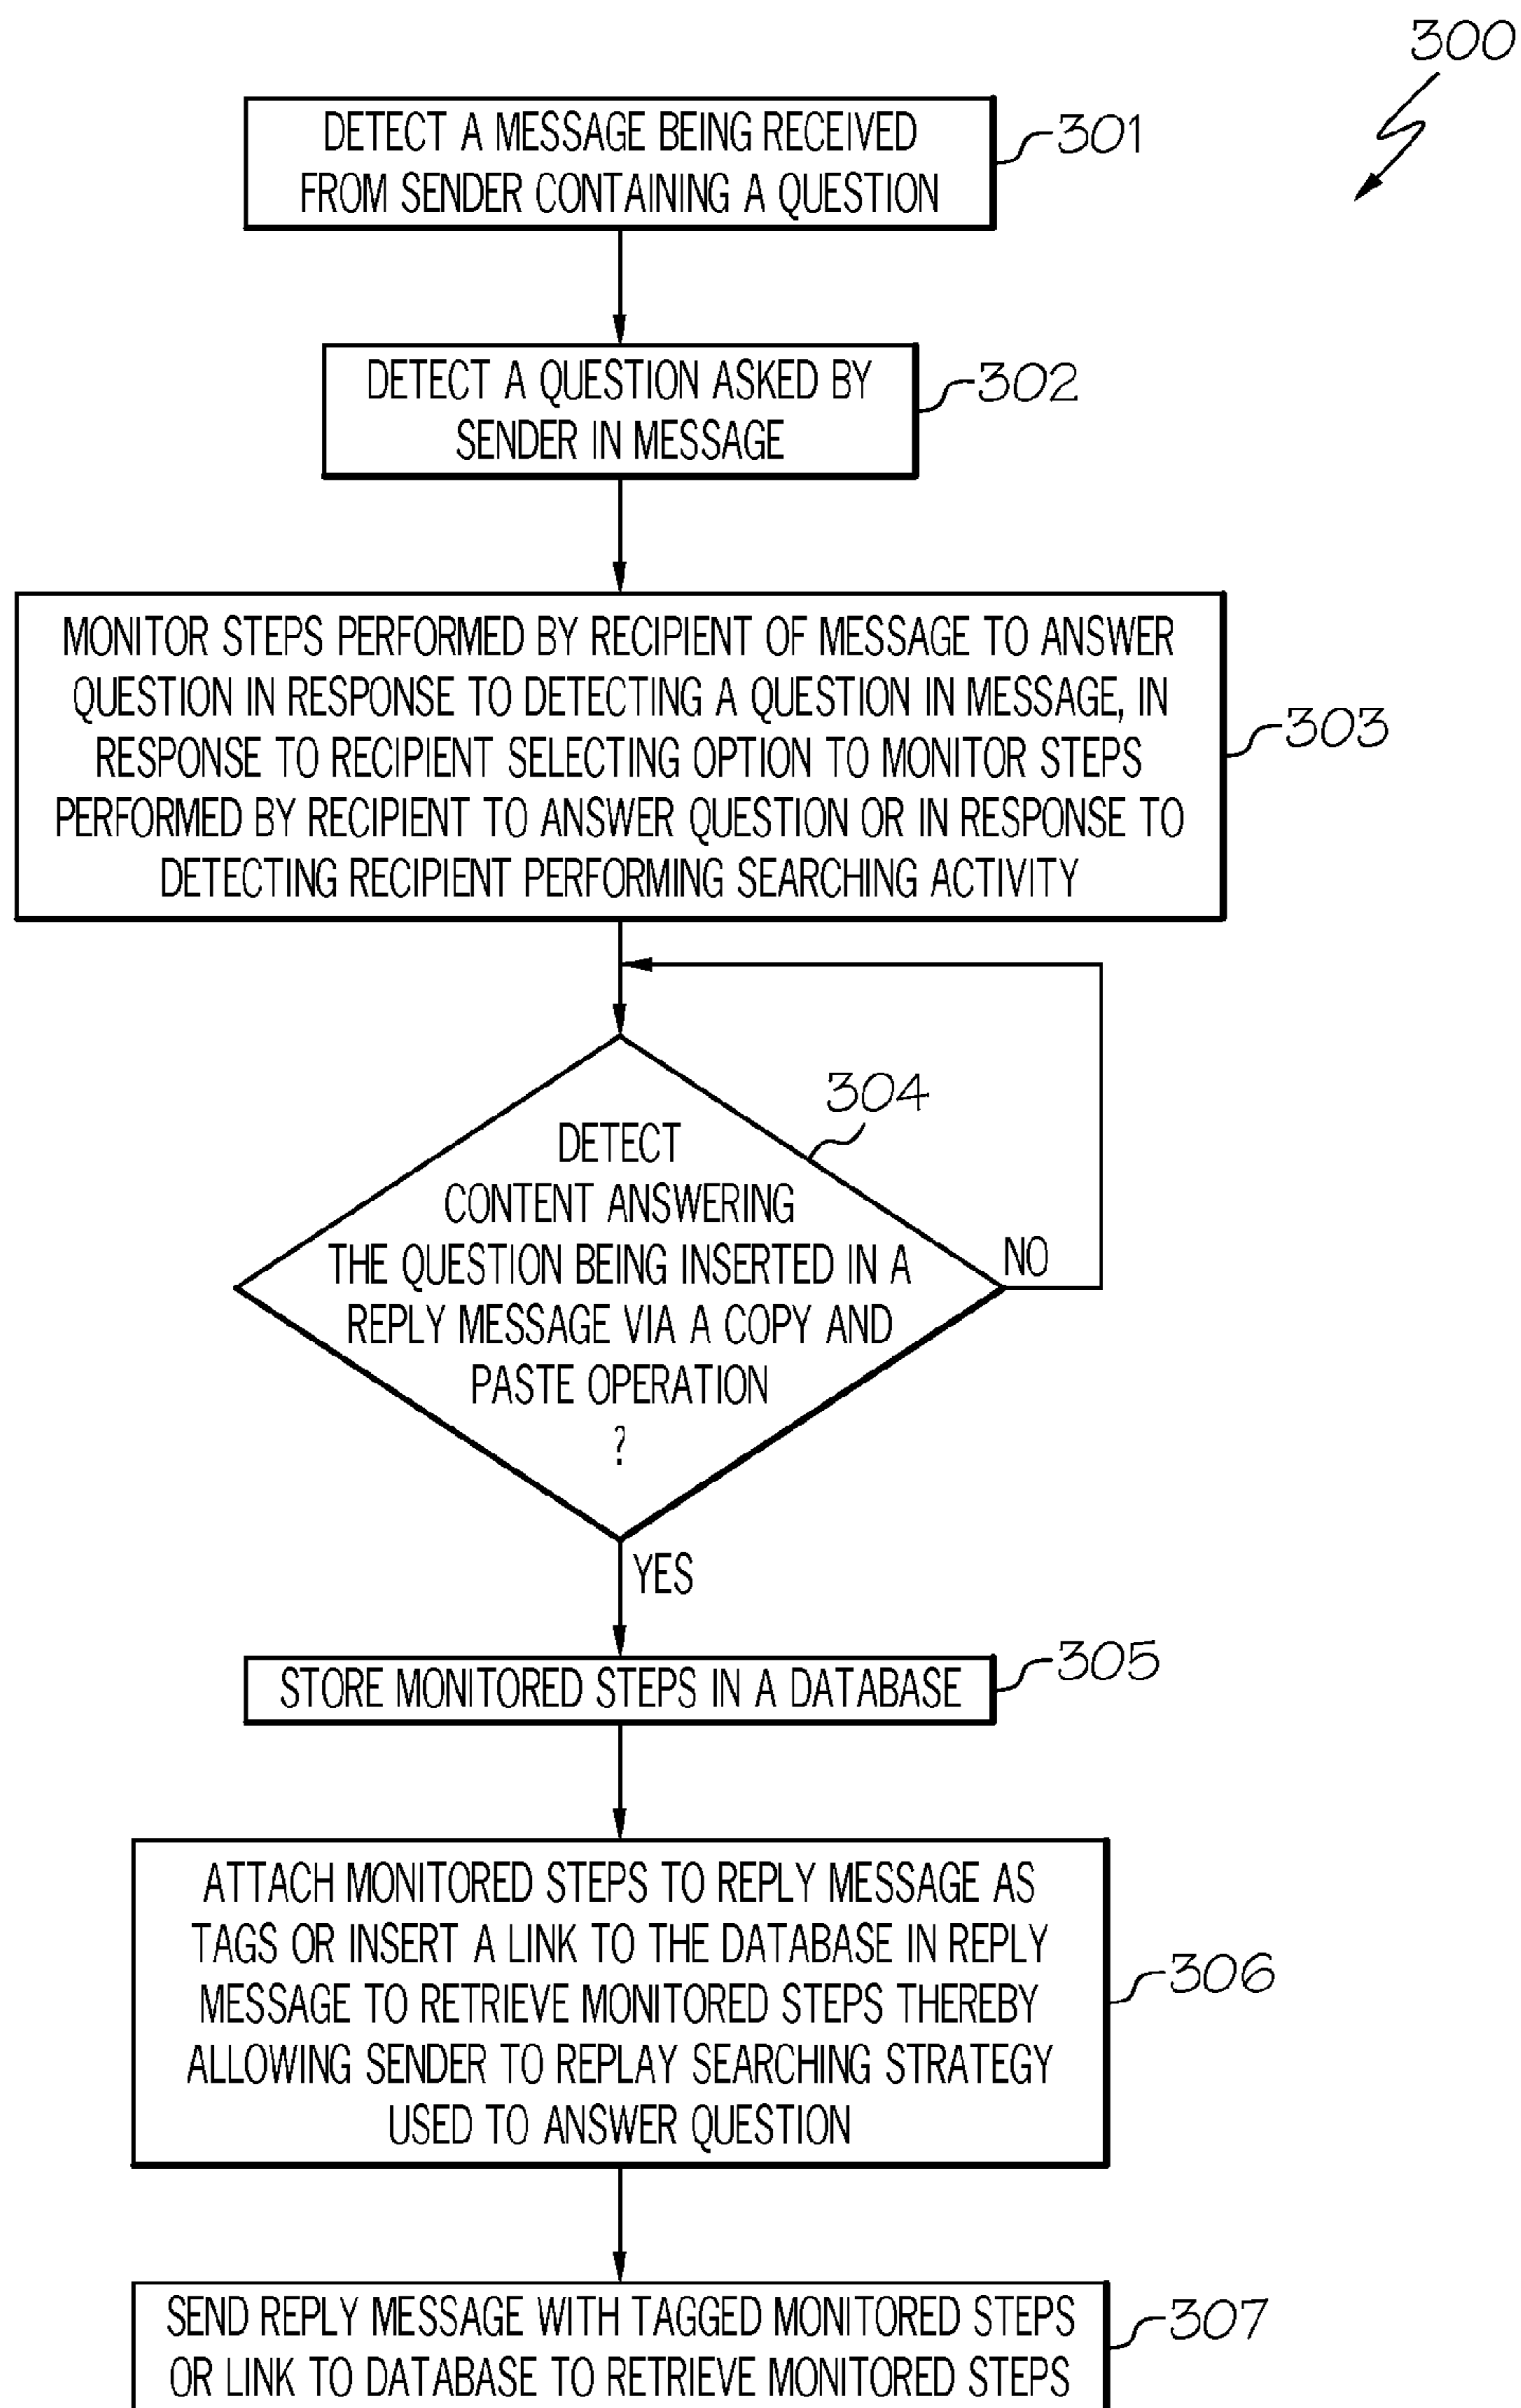 300
DETECT A MESSAGE BEING RECEIVED
FROM SENDER CONTAINING A QUESTION
301
DETECT A QUESTION ASKED BY
SENDER IN MESSAGE
302
MONITOR STEPS PERFORMED BY RECIPIENT OF MESSAGE TO ANSWER
QUESTION IN RESPONSE TO DETECTING A QUESTION IN MESSAGE, IN
RESPONSE TO RECIPIENT SELECTING OPTION TO MONITOR STEPS
PERFORMED BY RECIPIENT TO ANSWER QUESTION OR IN RESPONSE TO
DETECTING RECIPIENT PERFORMING SEARCHING ACTIVITY
303
304
DETECT
CONTENT ANSWERING
THE QUESTION BEING INSERTED IN A
REPLY MESSAGE VIA A COPY AND
PASTE OPERATION
?
NO
YES
STORE MONITORED STEPS IN A DATABASE
305
ATTACH MONITORED STEPS TO REPLY MESSAGE AS
TAGS OR INSERT A LINK TO THE DATABASE IN REPLY
MESSAGE TO RETRIEVE MONITORED STEPS THEREBY
ALLOWING SENDER TO REPLAY SEARCHING STRATEGY
USED TO ANSWER QUESTION
306
SEND REPLY MESSAGE WITH TAGGED MONITORED STEPS
OR LINK TO DATABASE TO RETRIEVE MONITORED STEPS
307